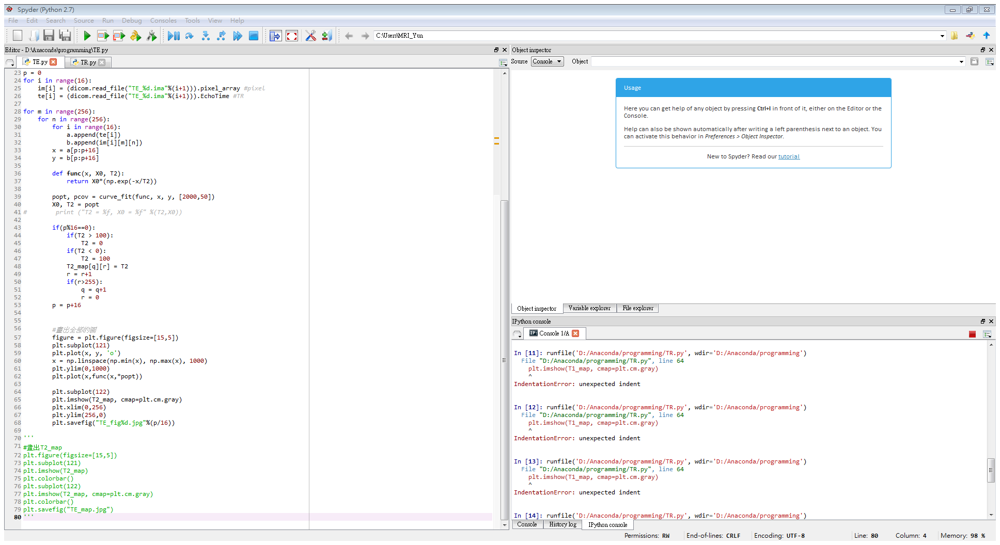 Spyder (Python 2.7)
File Edit Search Source Run Debug Consoles Tools View Help
C:\Users\MRI_Yun
Editor - D:\Anaconda\programming\TE.py
TE.py TR.py
23 p = 0
24 for i in range(16):
25     im[i] = (dicom.read_file("TE_%d.ima"%(i+1))).pixel_array #pixel
26     te[i] = (dicom.read_file("TE_%d.ima"%(i+1))).EchoTime #TR
27
28 for m in range(256):
29     for n in range(256):
30         for i in range(16):
31             a.append(te[i])
32             b.append(im[i][m][n])
33         x = a[p:p+16]
34         y = b[p:p+16]
35
36         def func(x, X0, T2):
37             return X0*(np.exp(-x/T2))
38
39         popt, pcov = curve_fit(func, x, y, [2000,50])
40         X0, T2 = popt
41 #        print ("T2 = %f, X0 = %f" %(T2,X0))
42
43         if(p%16==0):
44             if(T2 > 100):
45                 T2 = 0
46             if(T2 < 0):
47                 T2 = 100
48             T2_map[q][r] = T2
49             r = r+1
50             if(r>255):
51                 q = q+1
52                 r = 0
53         p = p+16
54
55
56         #畫出全部的圖
57         figure = plt.figure(figsize=[15,5])
58         plt.subplot(121)
59         plt.plot(x, y, 'o')
60         x = np.linspace(np.min(x), np.max(x), 1000)
61         plt.ylim(0,1000)
62         plt.plot(x,func(x,*popt))
63
64         plt.subplot(122)
65         plt.imshow(T2_map, cmap=plt.cm.gray)
66         plt.xlim(0,256)
67         plt.ylim(256,0)
68         plt.savefig("TE_fig%d.jpg"%(p/16))
69
70 '''
71 #畫出T2_map
72 plt.figure(figsize=[15,5])
73 plt.subplot(121)
74 plt.imshow(T2_map)
75 plt.colorbar()
76 plt.subplot(122)
77 plt.imshow(T2_map, cmap=plt.cm.gray)
78 plt.colorbar()
79 plt.savefig("TE_map.jpg")
80 '''
Object inspector
Source Console Object
Usage
Here you can get help of any object by pressing Ctrl+I in front of it, either on the Editor or the
Console.
Help can also be shown automatically after writing a left parenthesis next to an object. You
can activate this behavior in Preferences > Object Inspector.
New to Spyder? Read our tutorial
Object inspector Variable explorer File explorer
IPython console
IP: Console 1/A
In [11]: runfile('D:/Anaconda/programming/TR.py', wdir='D:/Anaconda/programming')
  File "D:/Anaconda/programming/TR.py", line 64
    plt.imshow(T1_map, cmap=plt.cm.gray)
    ^
IndentationError: unexpected indent
In [12]: runfile('D:/Anaconda/programming/TR.py', wdir='D:/Anaconda/programming')
  File "D:/Anaconda/programming/TR.py", line 64
    plt.imshow(T1_map, cmap=plt.cm.gray)
    ^
IndentationError: unexpected indent
In [13]: runfile('D:/Anaconda/programming/TR.py', wdir='D:/Anaconda/programming')
  File "D:/Anaconda/programming/TR.py", line 64
    plt.imshow(T1_map, cmap=plt.cm.gray)
    ^
IndentationError: unexpected indent
In [14]: runfile('D:/Anaconda/programming/TR.py', wdir='D:/Anaconda/programming')
Console History log IPython console
Permissions: RW End-of-lines: CRLF Encoding: UTF-8 Line: 80 Column: 4 Memory: 98 %